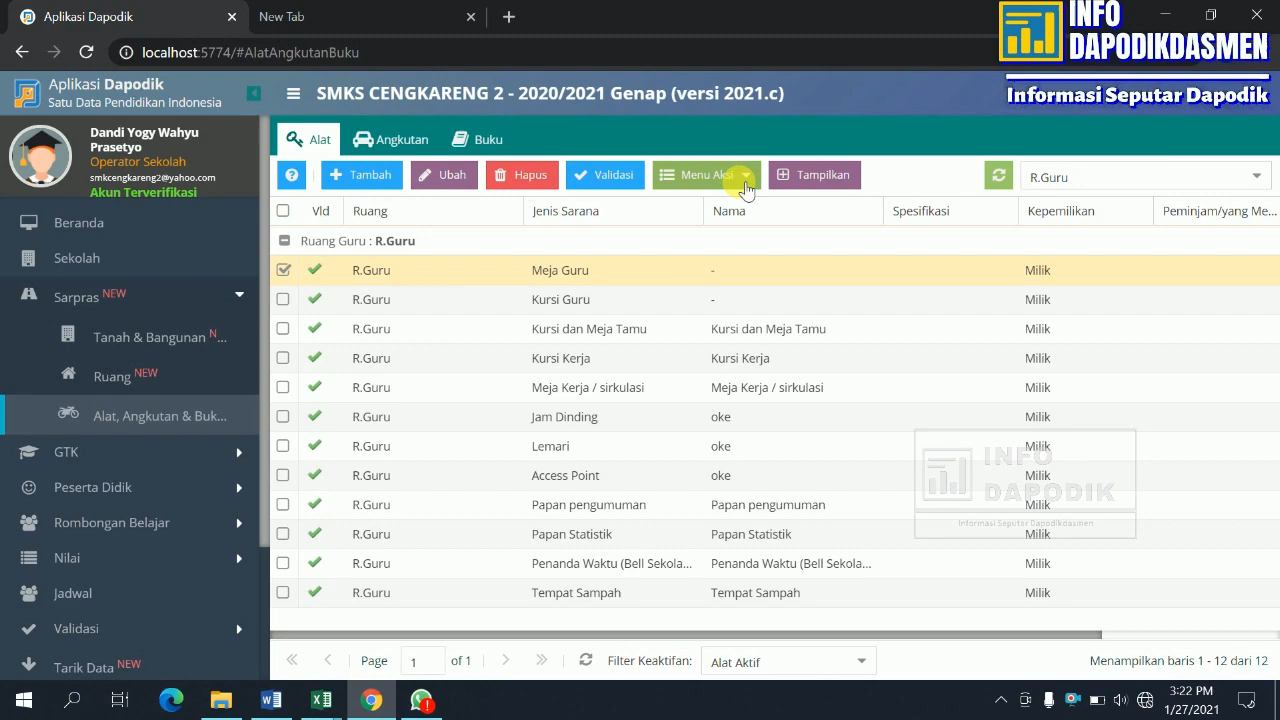 Aplikasi Dapodik
New Tab
INFO
DAPODIKDASMEN
Informasi Seputar Dapodik
localhost:5774/#AlatAngkutanBuku
Aplikasi Dapodik
Satu Data Pendidikan Indonesia
SMKS CENGKARENG 2 - 2020/2021 Genap (versi 2021.c)
Dandi Yogy Wahyu
Prasetyo
Operator Sekolah
smkcengkareng2@yahoo.com
Akun Terverifikasi
Beranda
Sekolah
Sarpras NEW
Tanah & Bangunan N...
Ruang NEW
Alat, Angkutan & Buk...
GTK
Peserta Didik
Rombongan Belajar
Nilai
Jadwal
Validasi
Tarik Data NEW
Alat Angkutan Buku
Tambah Ubah Hapus Validasi Menu Aksi Tampilkan R.Guru
Vld Ruang Jenis Sarana Nama Spesifikasi Kepemilikan Peminjam/yang Me...
Ruang Guru : R.Guru
R.Guru Meja Guru - Milik
R.Guru Kursi Guru - Milik
R.Guru Kursi dan Meja Tamu Kursi dan Meja Tamu Milik
R.Guru Kursi Kerja Kursi Kerja Milik
R.Guru Meja Kerja / sirkulasi Meja Kerja / sirkulasi Milik
R.Guru Jam Dinding oke Milik
R.Guru Lemari oke Milik
R.Guru Access Point oke Milik
R.Guru Papan pengumuman Papan pengumuman Milik
R.Guru Papan Statistik Papan Statistik Milik
R.Guru Penanda Waktu (Bell Sekola... Penanda Waktu (Bell Sekola... Milik
R.Guru Tempat Sampah Tempat Sampah Milik
INFO
DAPODIK
Informasi Seputar Dapodikdasmen
Page 1 of 1 Filter Keaktifan: Alat Aktif Menampilkan baris 1 - 12 dari 12
3:22 PM
1/27/2021